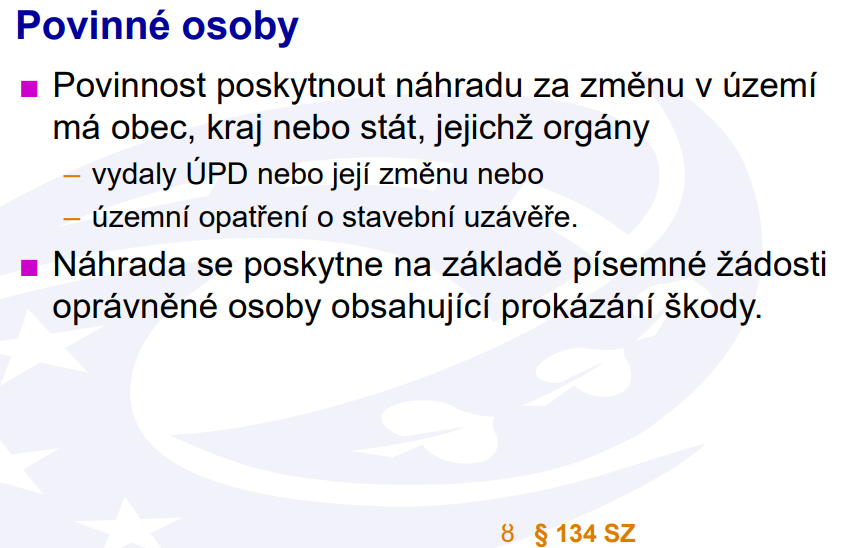 Povinné osoby
Povinnost poskytnout náhradu za změnu v území
má obec, kraj nebo stát, jejichž orgány
– vydaly ÚPD nebo její změnu nebo
– územní opatření o stavební uzávěře.
Náhrada se poskytne na základě písemné žádosti
oprávněné osoby obsahující prokázání škody.
8 § 134 SZ